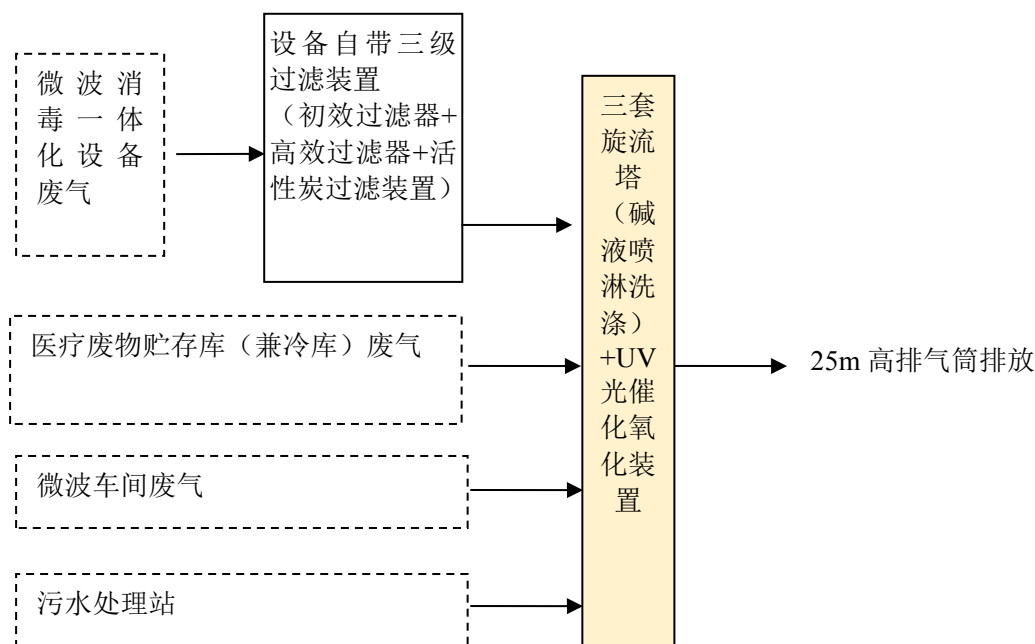 微波消
毒一体
化设备
废气
设备自带三级
过滤装置
（初效过滤器+
高效过滤器+活
性炭过滤装置）
三套
旋流
塔
（碱
液喷
淋洗
涤）
+UV
光催
化氧
化装
置
医疗废物贮存库（兼冷库）废气
25m 高排气筒排放
微波车间废气
污水处理站